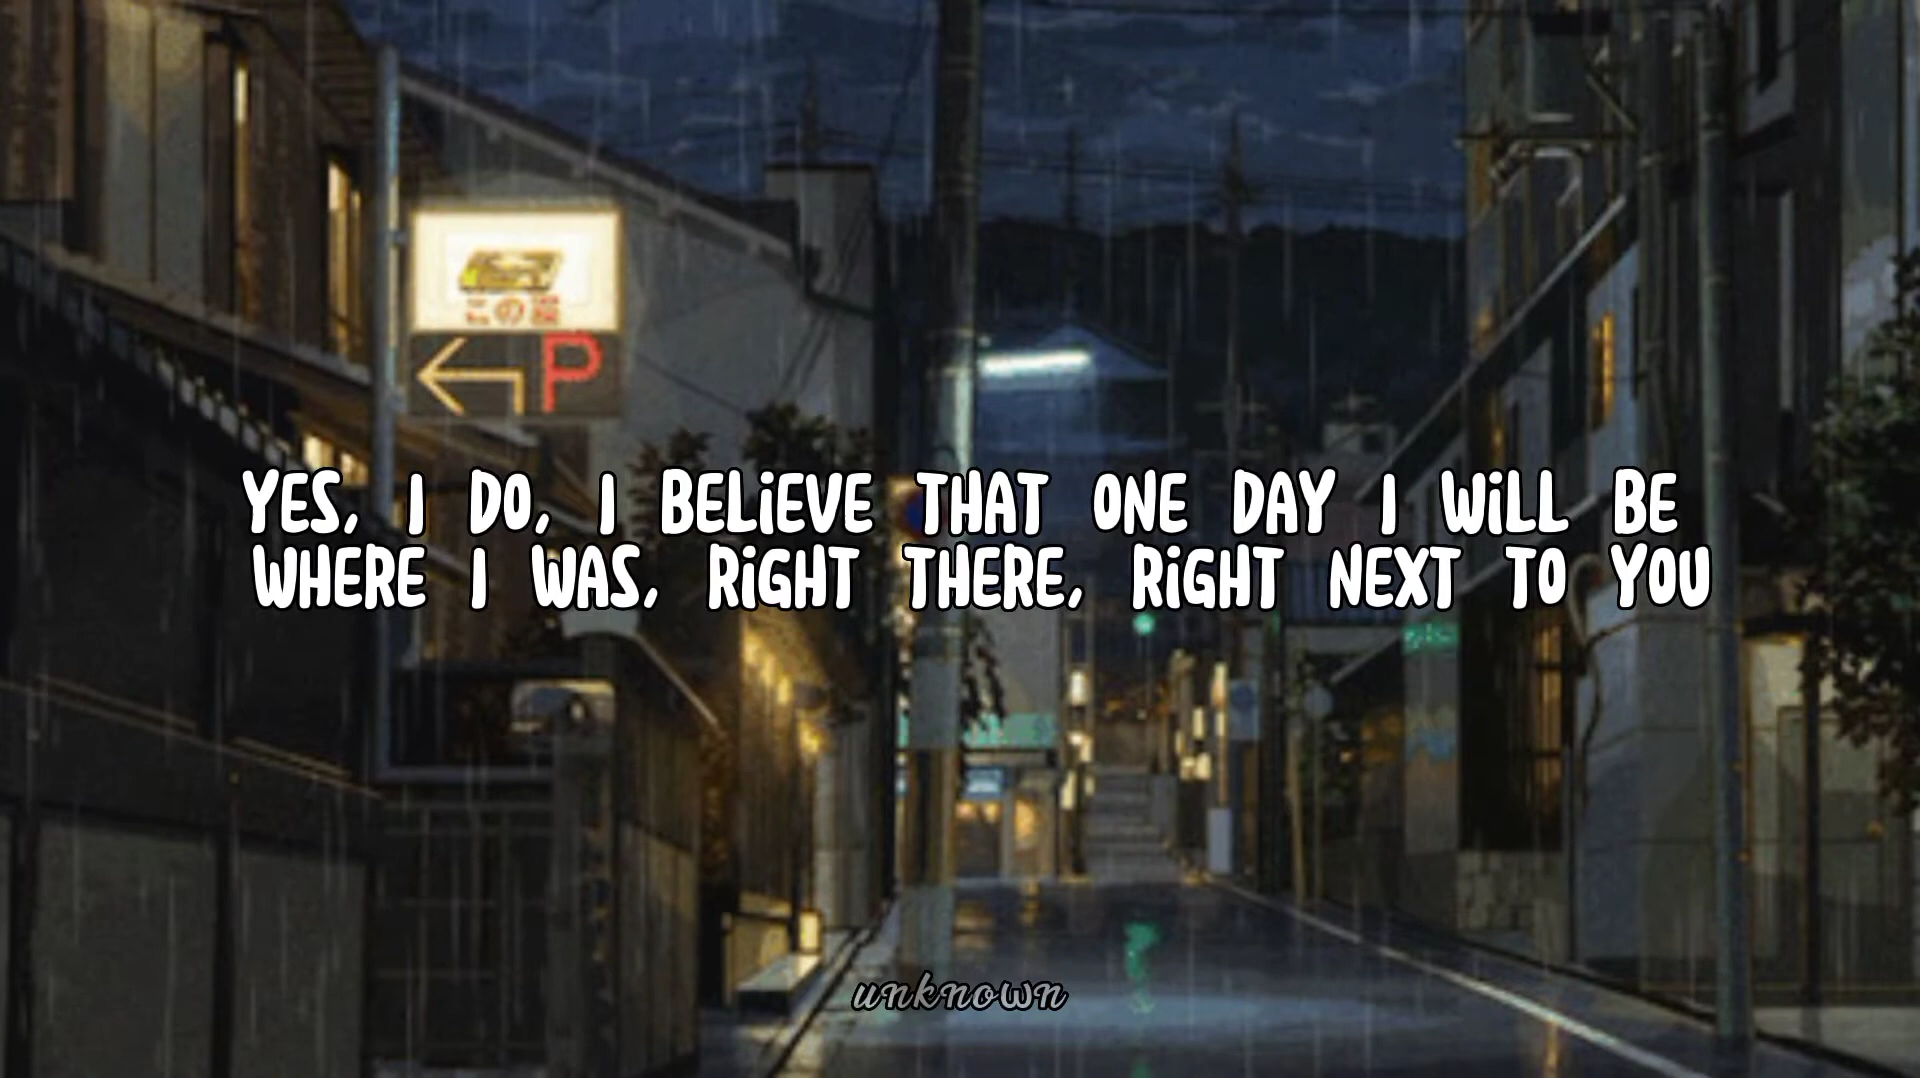 この
P
YES, I DO, I BELIEVE THAT ONE DAY I WILL BE
WHERE I WAS, RIGHT THERE, RIGHT NEXT TO YOU
unknown